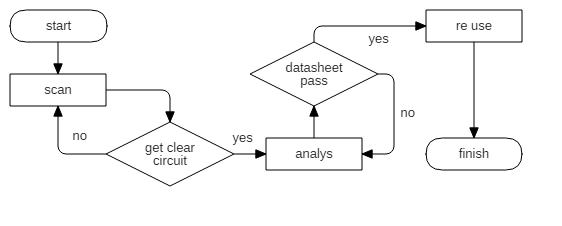 start
scan
no
get clear
circuit
yes
analys
datasheet
pass
yes
no
re use
finish